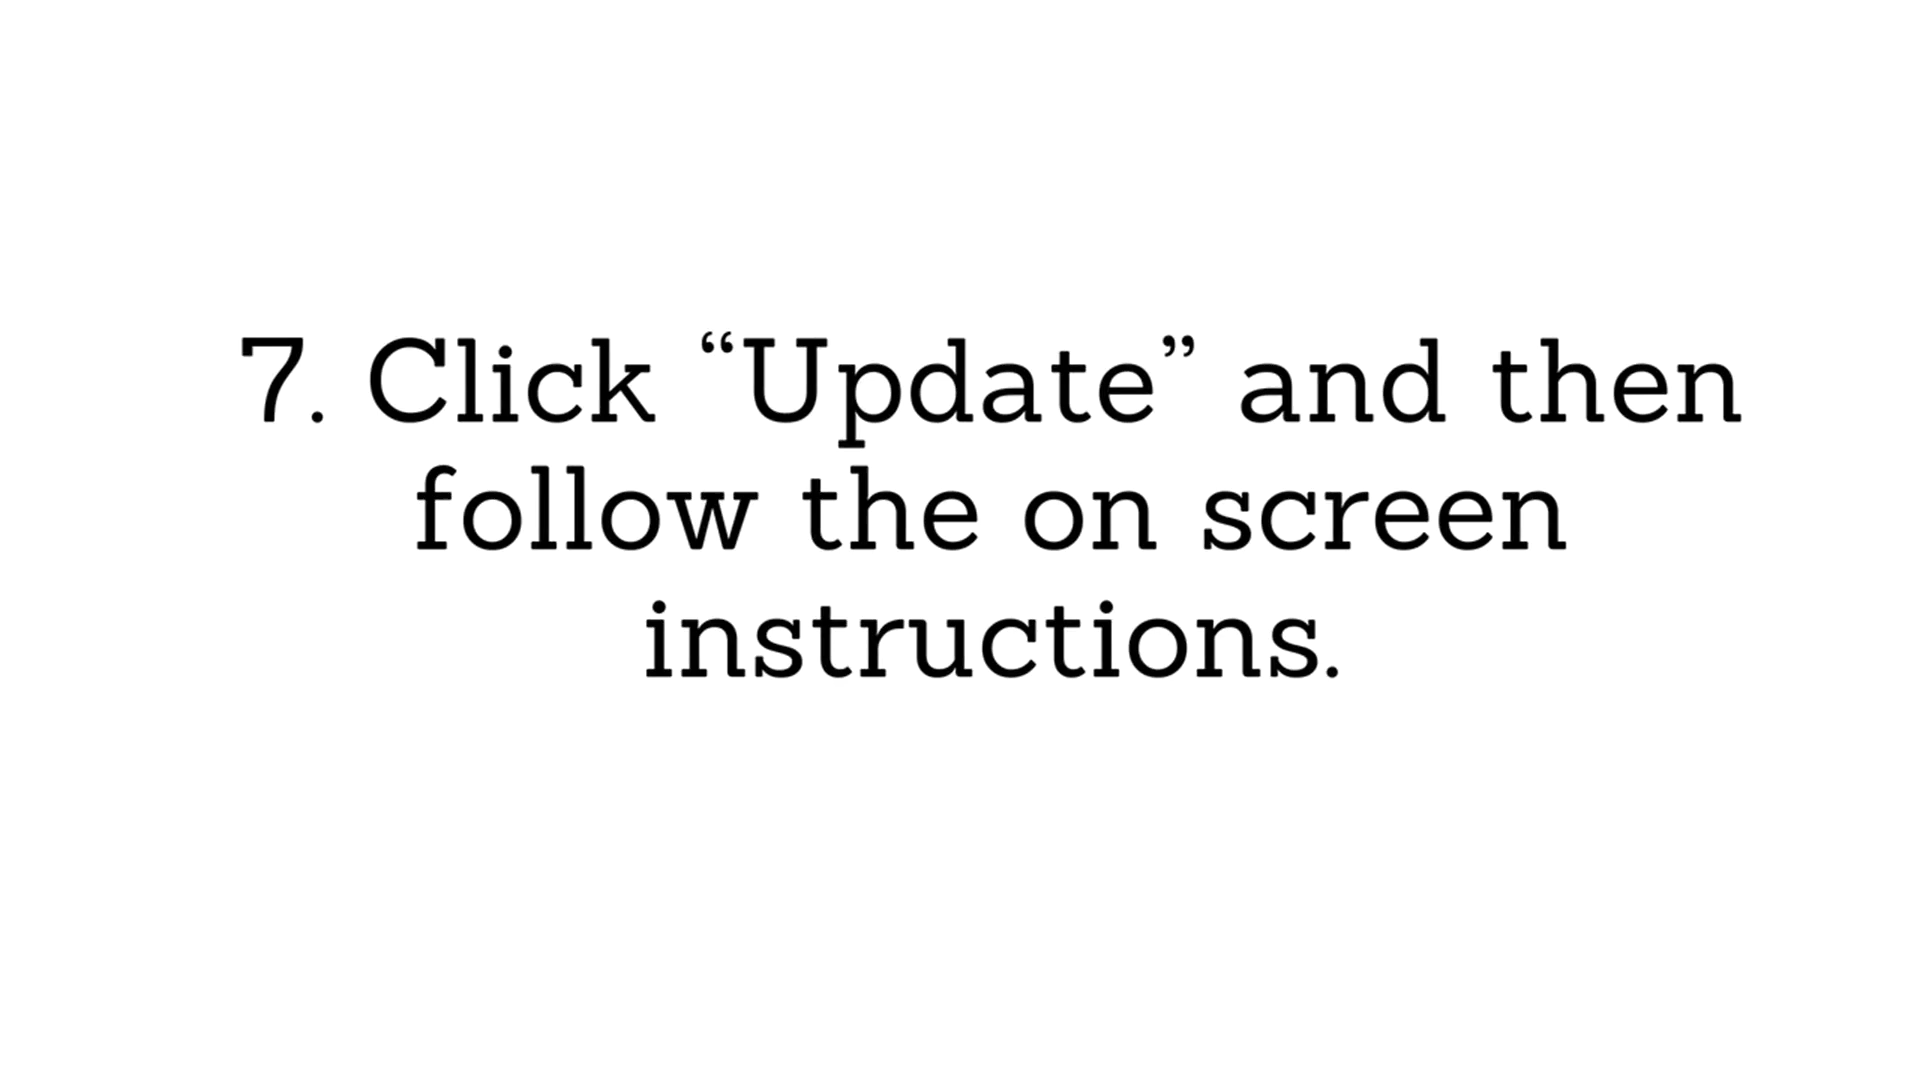 7. Click “Update” and then
follow the on screen
instructions.